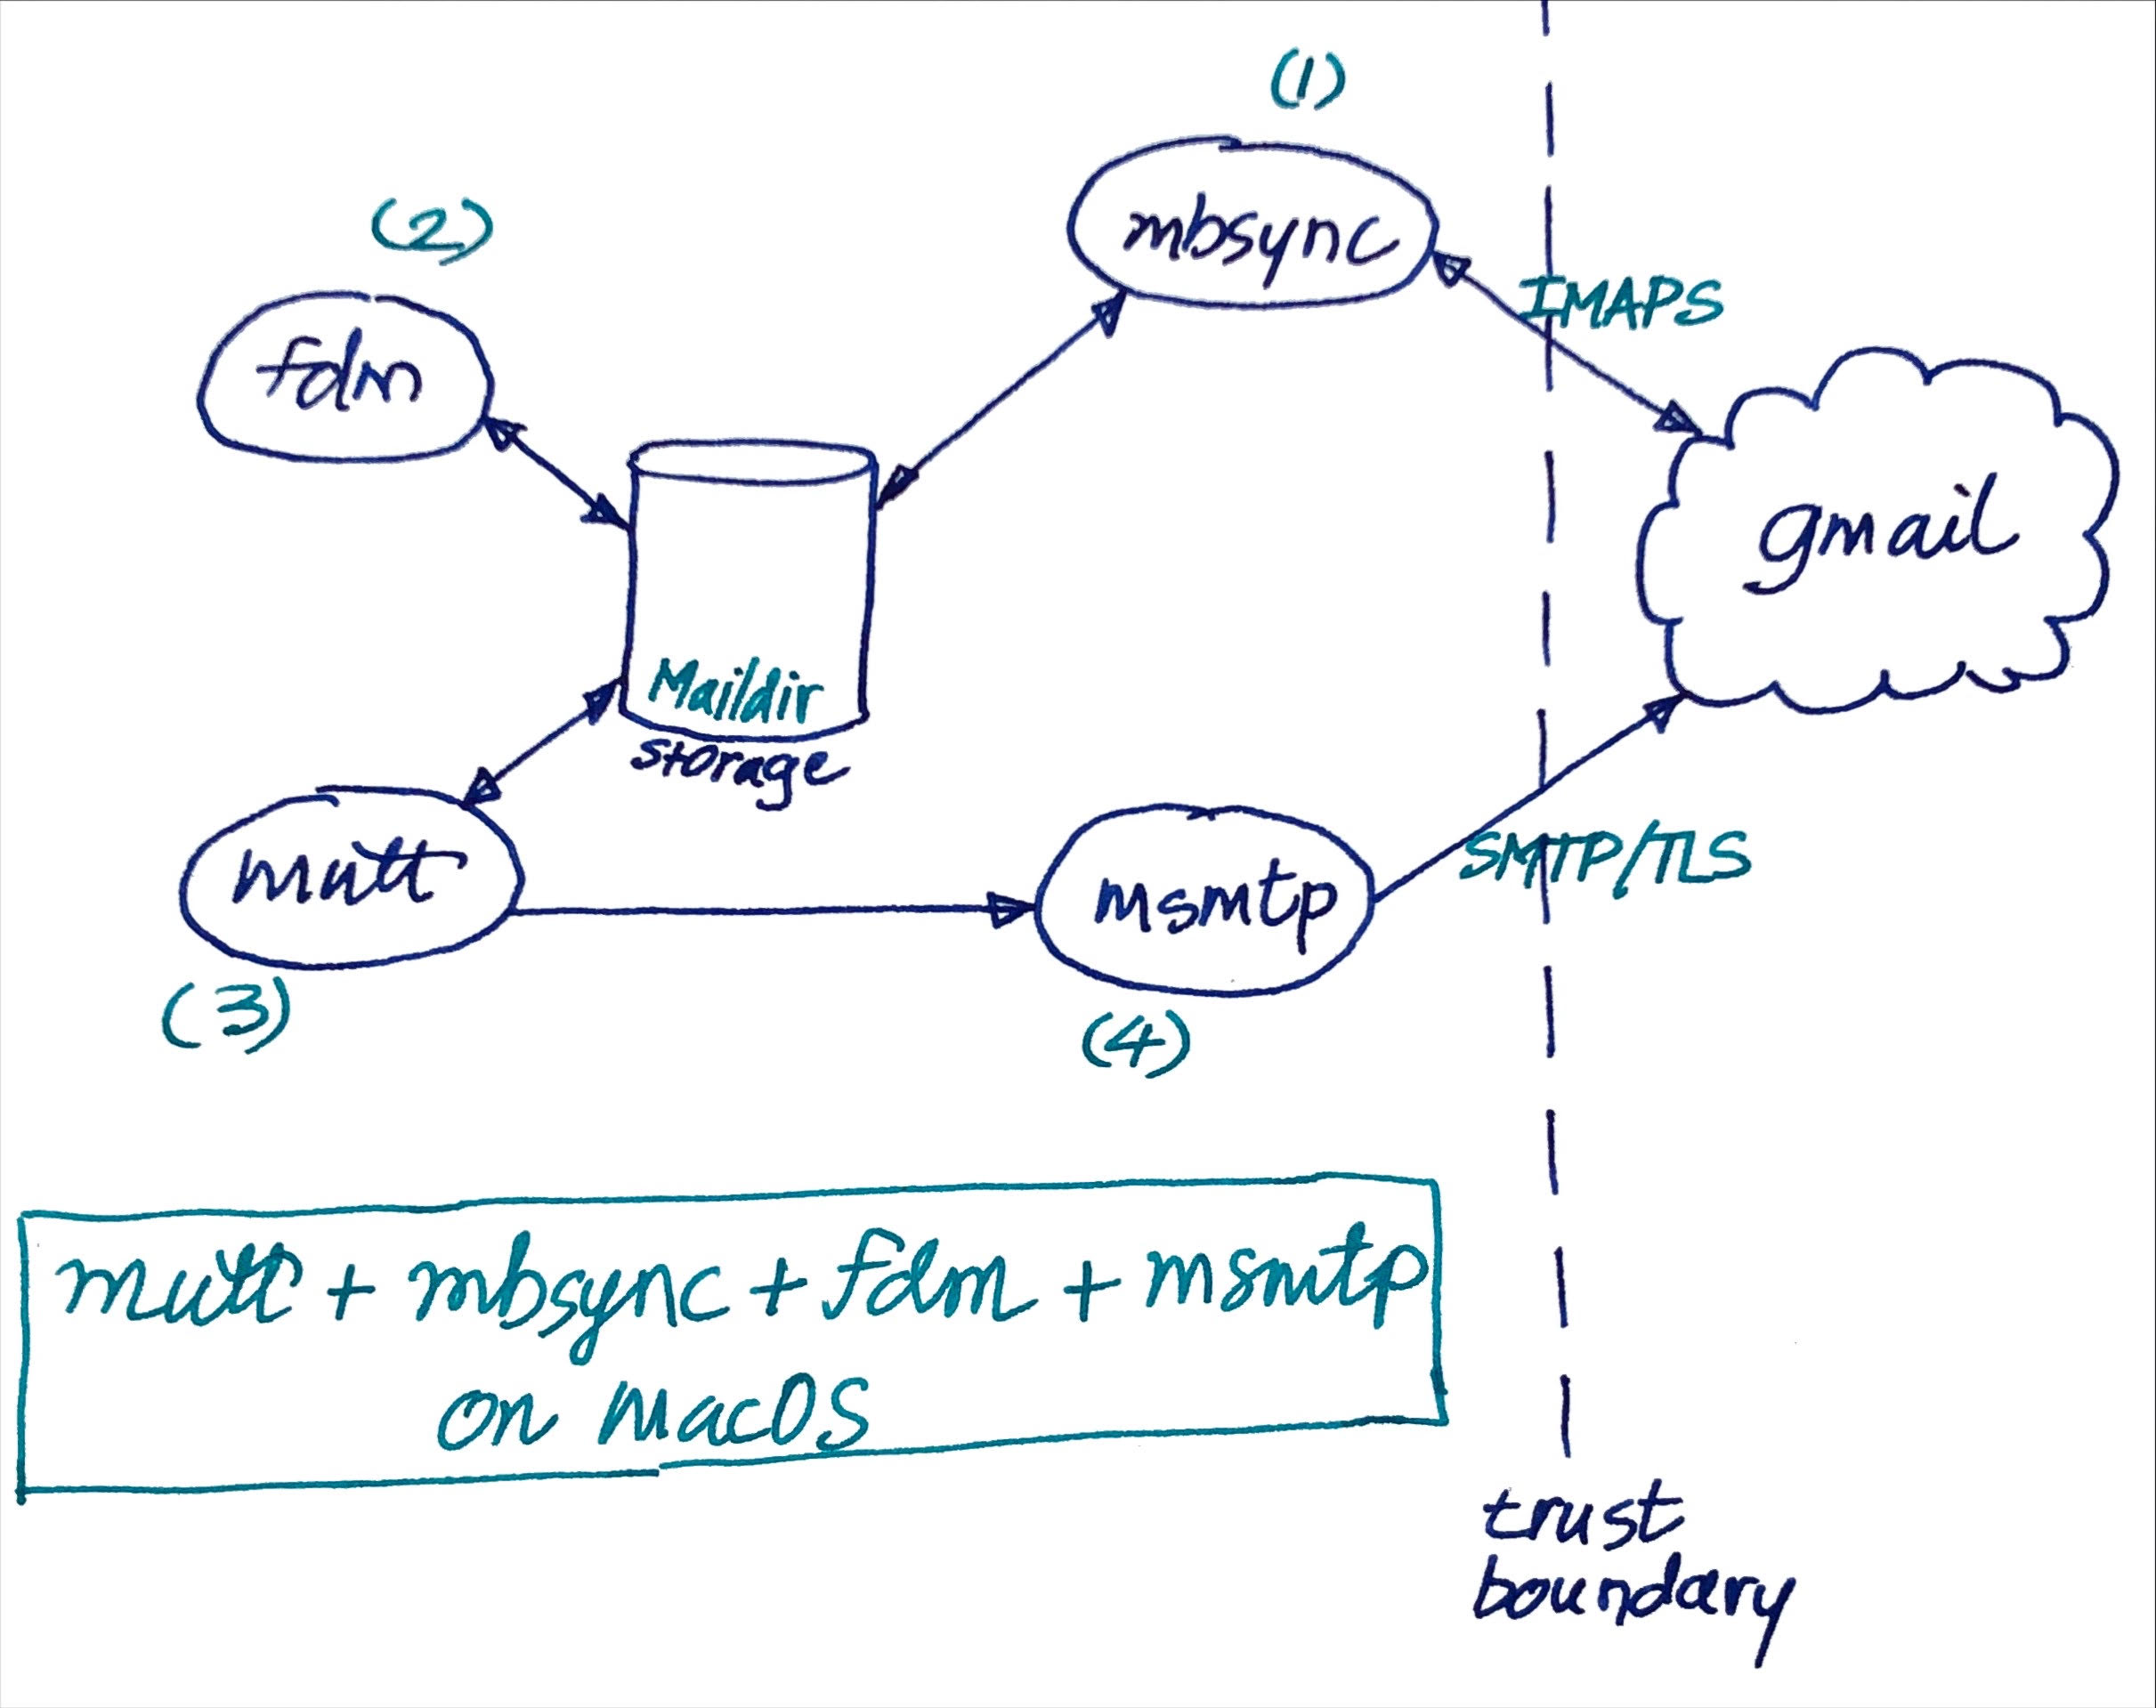 (1)
mbsync
(2)
IMAPS
fdm
gmail
Maildir
storage
mutt
SMTP/TLS
msmtp
(3)
(4)
mutt + mbsync + fdm + msmtp
on MacOS
trust
boundary